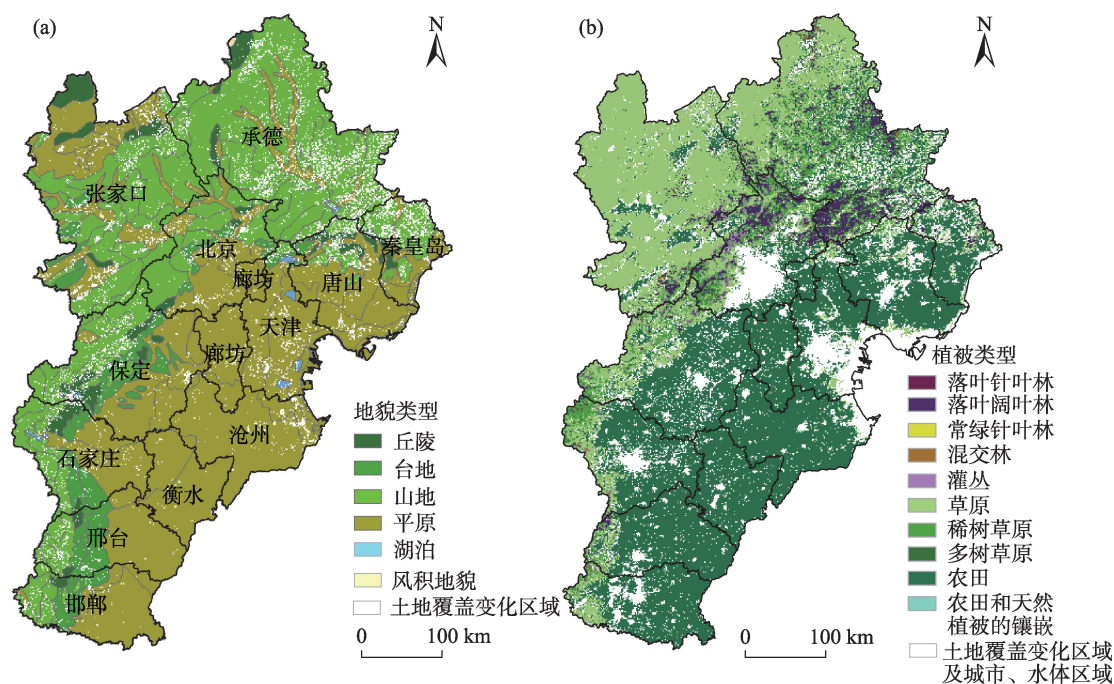 (a)
N
承德
张家口
北京
秦皇岛
廊坊
唐山
天津
廊坊
保定
沧州
石家庄
衡水
邢台
邯郸
地貌类型
丘陵
台地
山地
平原
湖泊
风积地貌
土地覆盖变化区域
0 100 km
(b)
N
植被类型
落叶针叶林
落叶阔叶林
常绿针叶林
混交林
灌丛
草原
稀树草原
多树草原
农田
农田和天然
植被的镶嵌
土地覆盖变化区域
及城市、水体区域
0 100 km